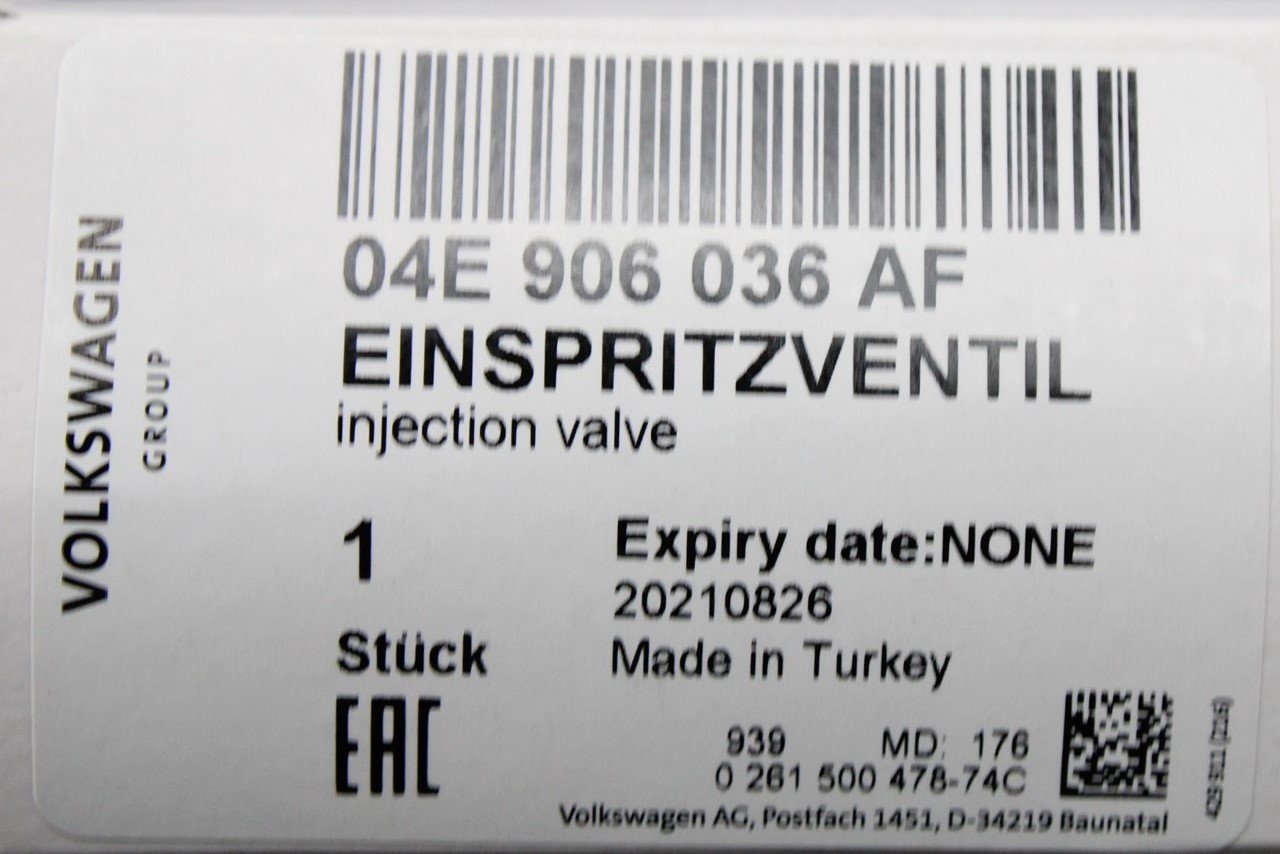 VOLKSWAGEN
GROUP
04E 906 036 AF
EINSPRITZVENTIL
injection valve
1
Stück
Expiry date:NONE
20210826
Made in Turkey
EAC
939 MD: 176
0 261 500 478-74C
Volkswagen AG, Postfach 1451, D-34219 Baunatal